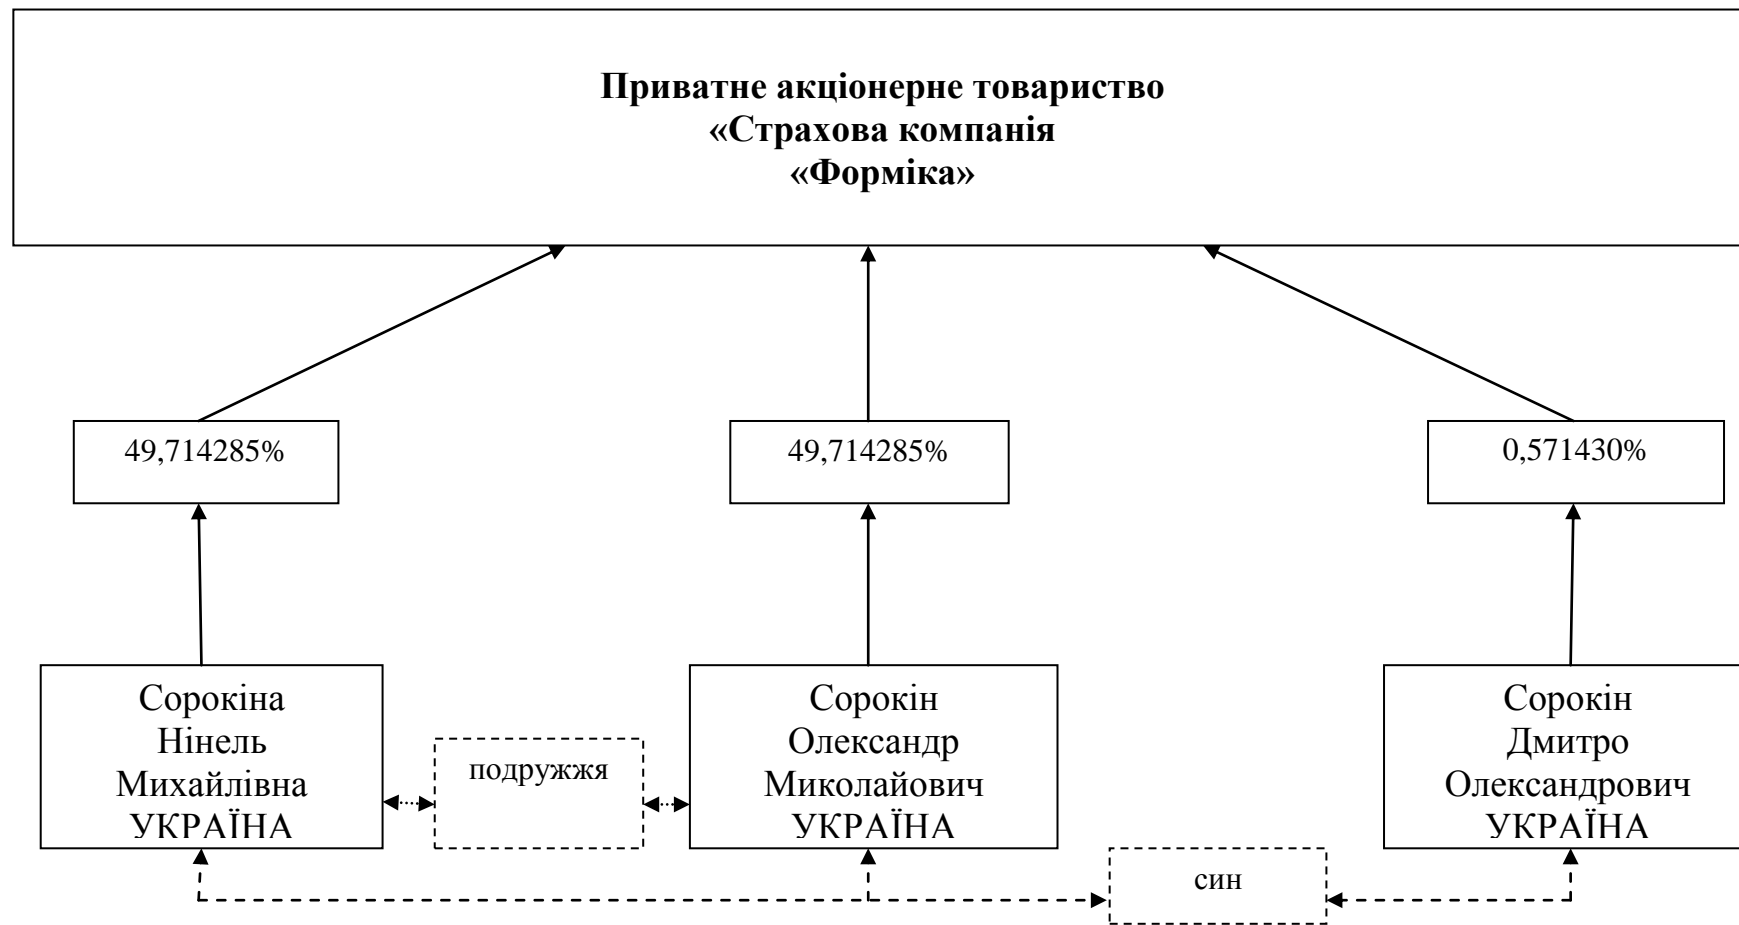 Приватне акціонерне товариство
«Страхова компанія
«Форміка»
49,714285%
49,714285%
0,571430%
Сорокіна
Нінель
Михайлівна
УКРАЇНА
подружжя
Сорокін
Олександр
Миколайович
УКРАЇНА
син
Сорокін
Дмитро
Олександрович
УКРАЇНА